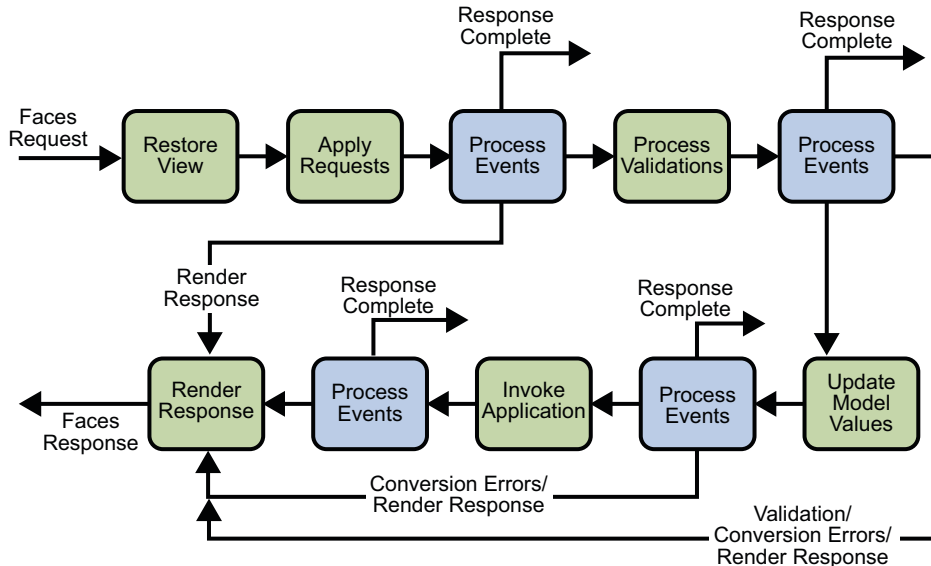 Response
Complete
Response
Complete
Faces
Request
Restore
View
Apply
Requests
Process
Events
Process
Validations
Process
Events
Render
Response
Response
Complete
Response
Complete
Render
Response
Process
Events
Invoke
Application
Process
Events
Update
Model
Values
Faces
Response
Conversion Errors/
Render Response
Validation/
Conversion Errors/
Render Response